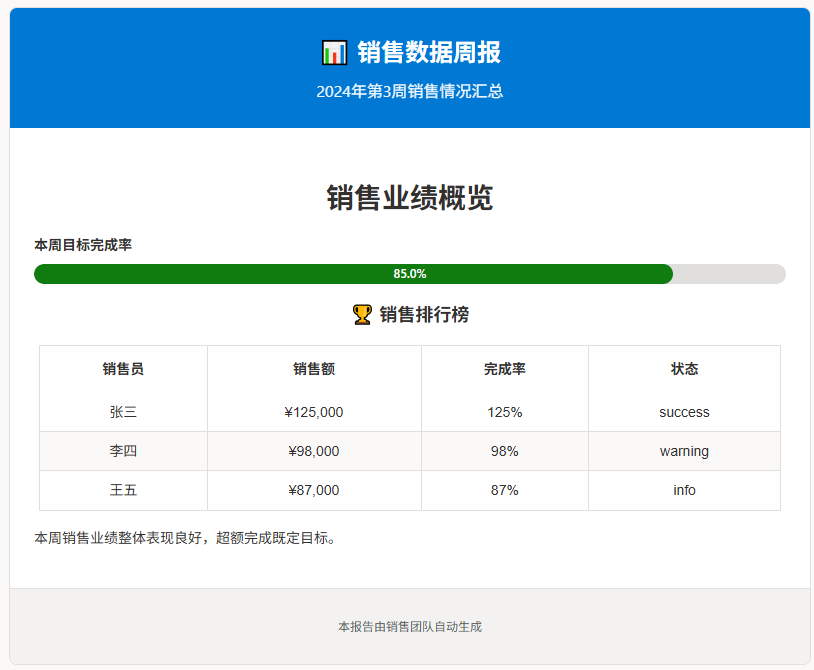 📊 销售数据周报
2024年第3周销售情况汇总
销售业绩概览
本周目标完成率
85.0%
🏆 销售排行榜
销售员 销售额 完成率 状态
张三 ¥125,000 125% success
李四 ¥98,000 98% warning
王五 ¥87,000 87% info
本周销售业绩整体表现良好，超额完成既定目标。
本报告由销售团队自动生成